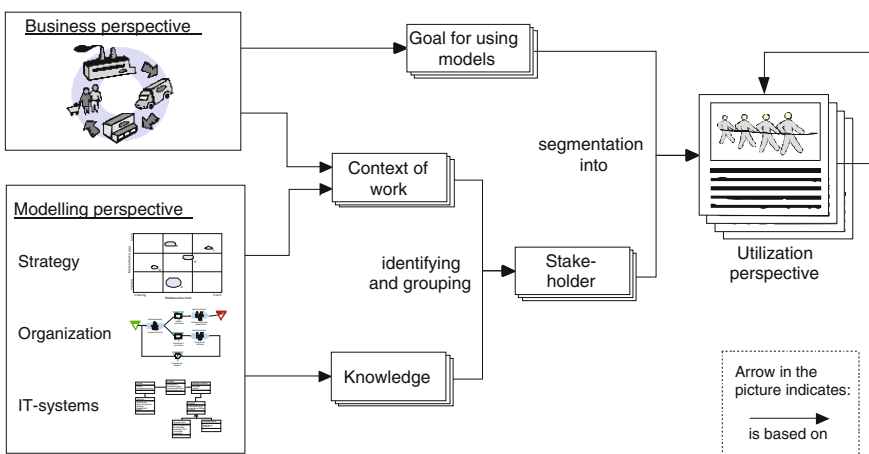 Business perspective
Goal for using
models
segmentation
into
Context of
work
Modelling perspective
Strategy
Organization
IT-systems
identifying
and grouping
Stake-
holder
Knowledge
Utilization
perspective
Arrow in the
picture indicates:
is based on